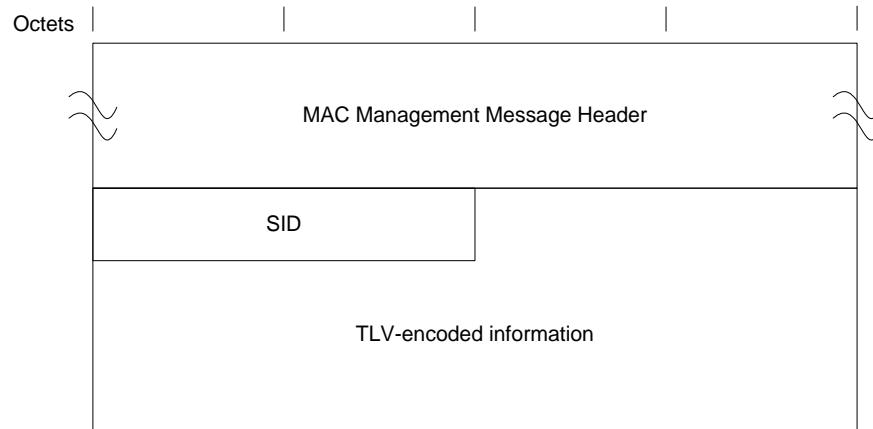 Octets
MAC Management Message Header
SID
TLV-encoded information